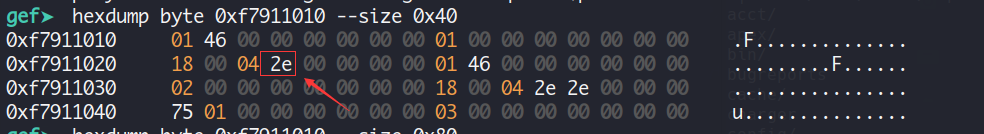 gef➤  hexdump byte 0xf7911010 --size 0x40
0xf7911010     01 46 00 00 00 00 00 00 01 00 00 00 00 00 00 00    .F..............
0xf7911020     18 00 04 2e 00 00 00 00 01 46 00 00 00 00 00 00    .........F......
0xf7911030     02 00 00 00 00 00 00 00 18 00 04 2e 2e 00 00 00    ................
0xf7911040     75 01 00 00 00 00 00 00 03 00 00 00 00 00 00 00    u...............
gef➤  hexdump byte 0xf7911010 --size 0x80
acct/
bugreports